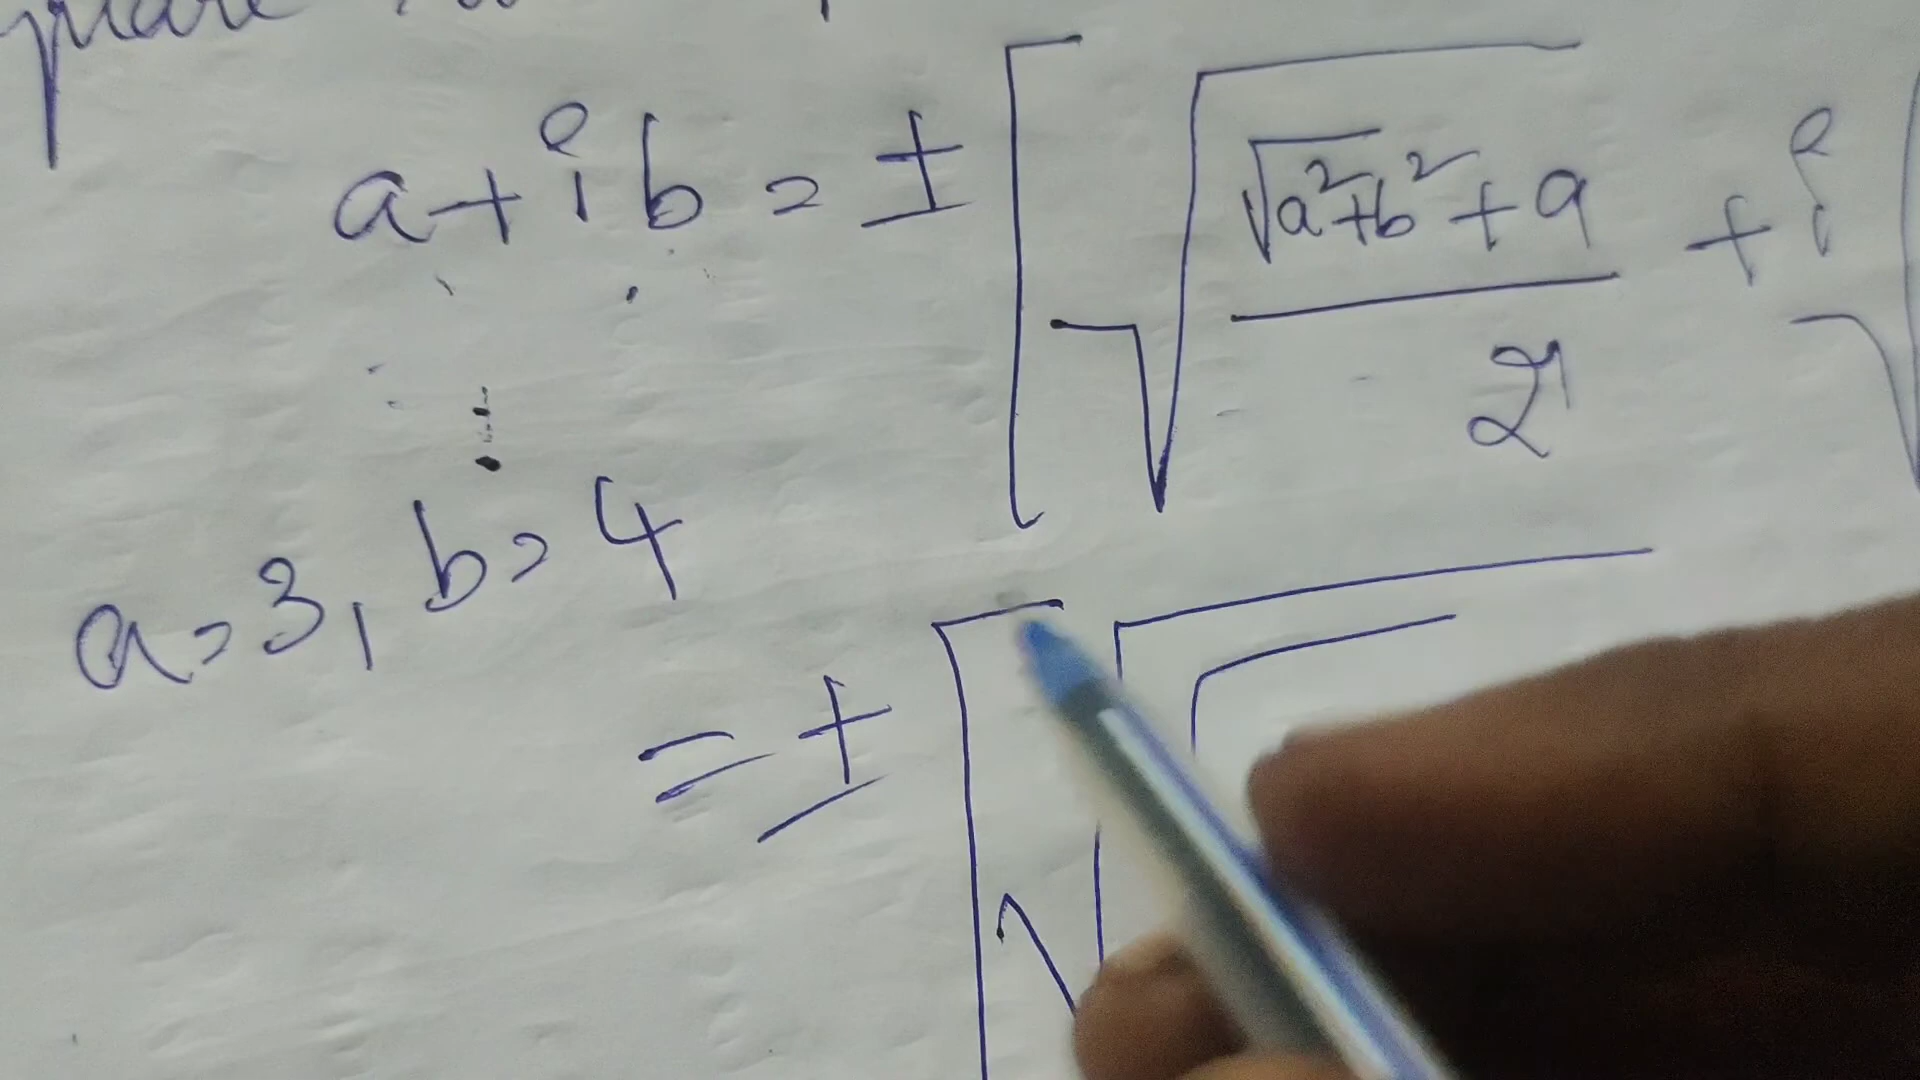 a+ib = ± [√((√(a²+b²)+a)/2) + i√
a=3, b=4
= ± [√√